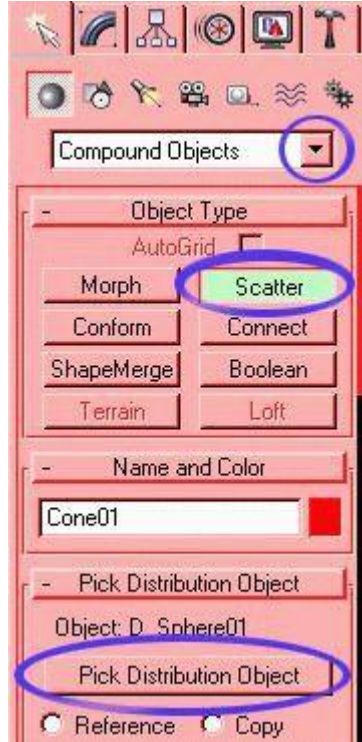 Compound Objects
- Object Type
AutoGrid
Morph Scatter
Conform Connect
ShapeMerge Boolean
Terrain Loft
- Name and Color
Cone01
- Pick Distribution Object
Object: D_Sphere01
Pick Distribution Object
Reference Copy